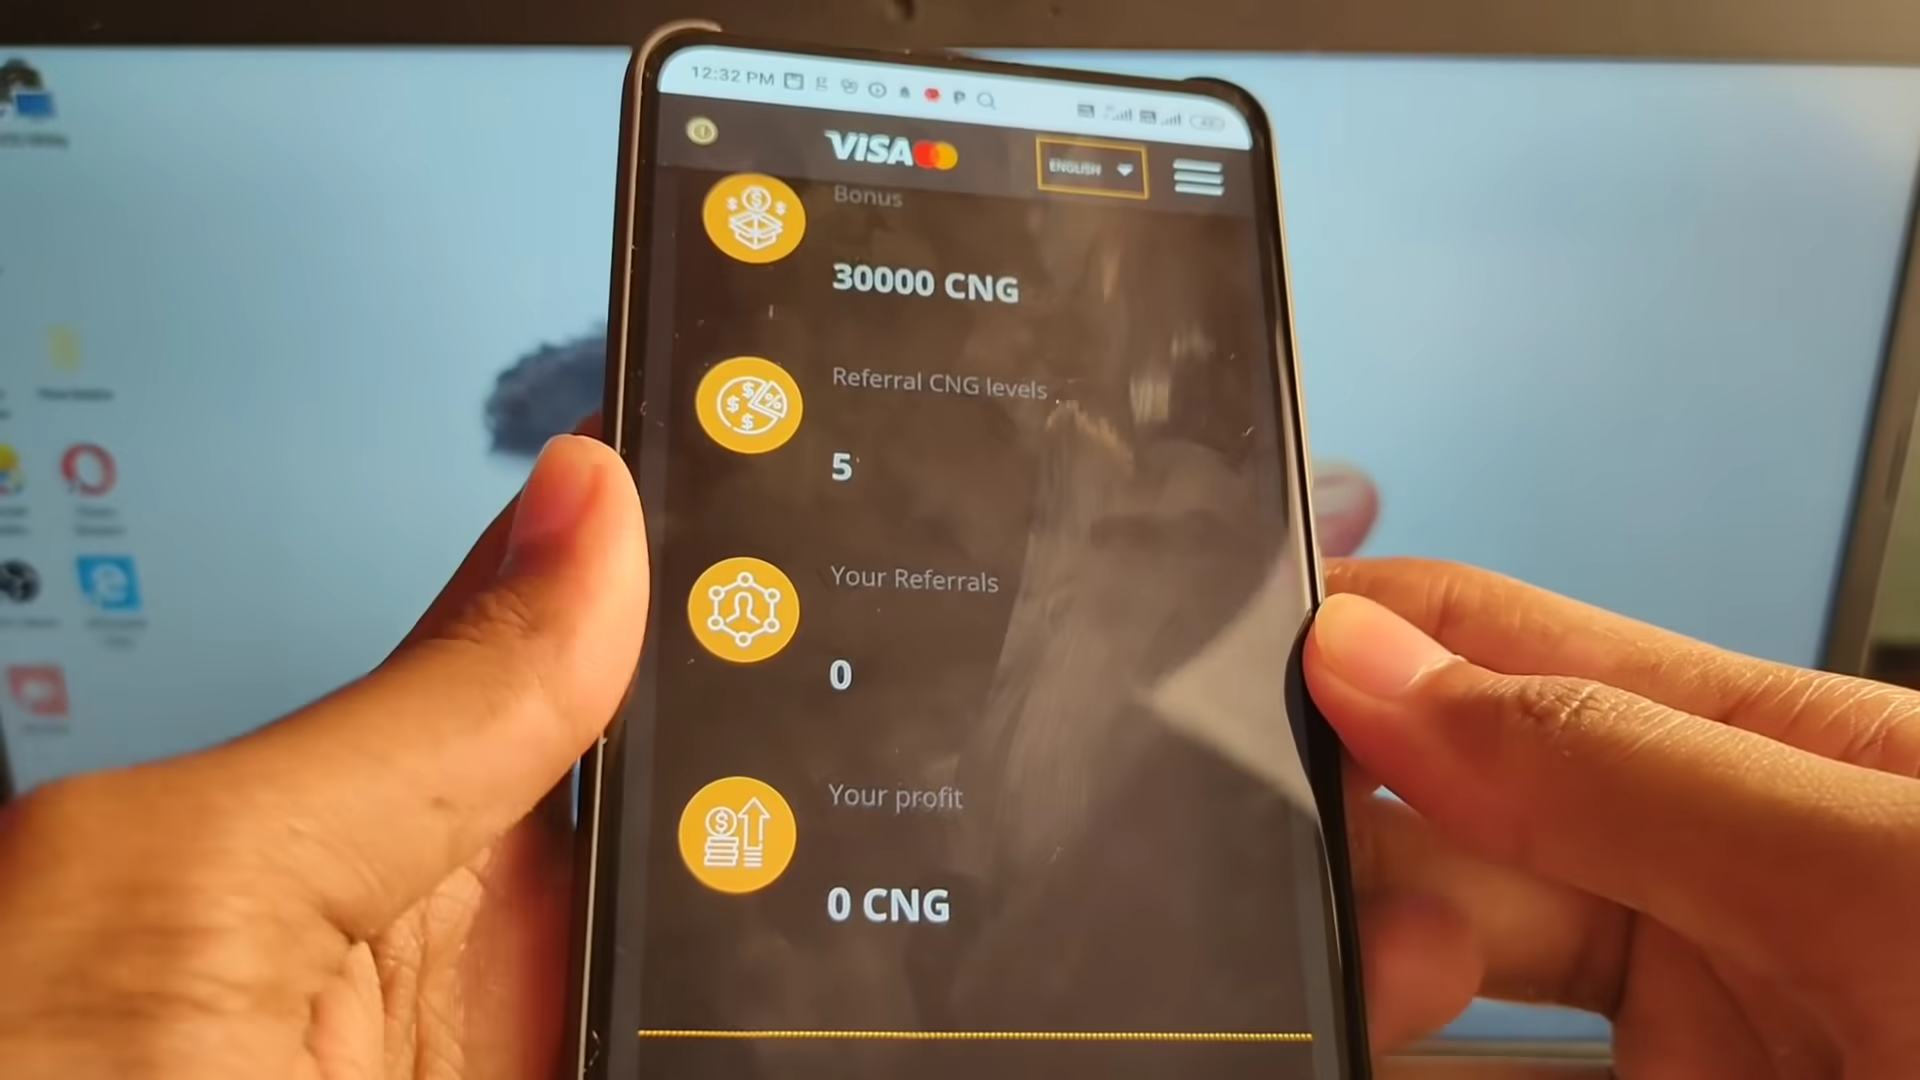 12:32 PM
VISA
ENGLISH
Bonus
30000 CNG
Referral CNG levels
5
Your Referrals
0
Your profit
0 CNG